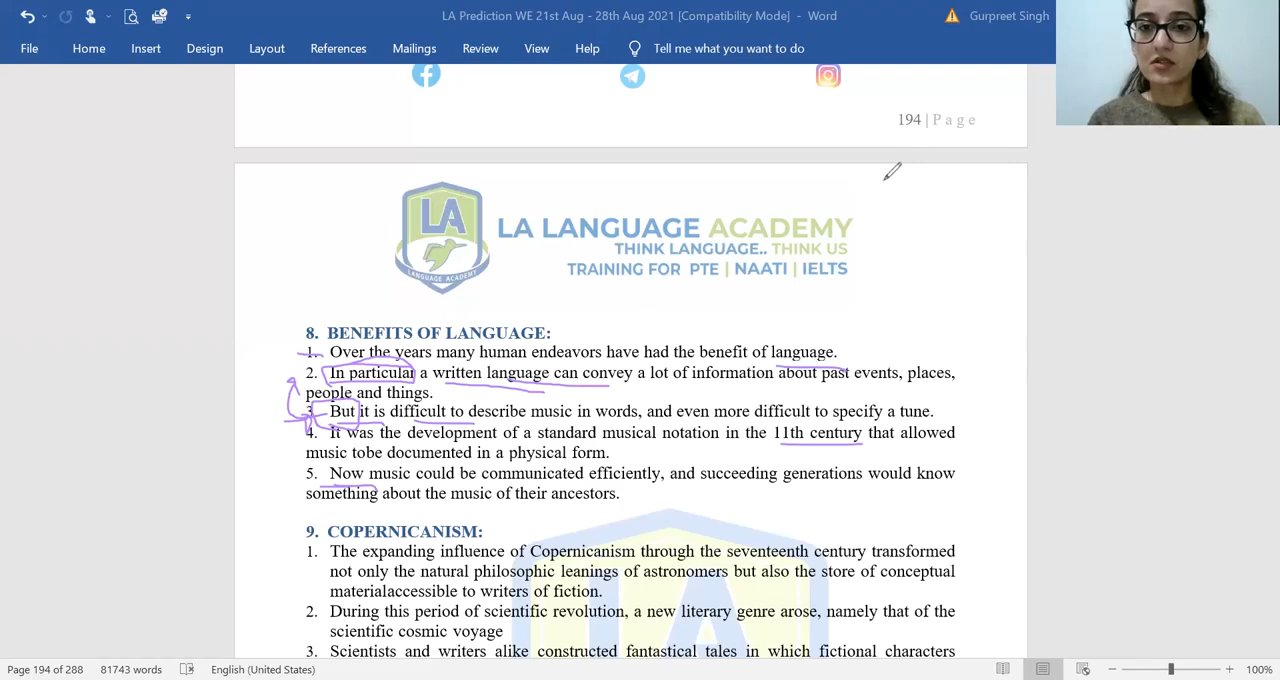 LA Prediction WE 21st Aug - 28th Aug 2021 [Compatibility Mode] - Word
Gurpreet Singh
File Home Insert Design Layout References Mailings Review View Help Tell me what you want to do
194 | P a g e
LA
LANGUAGE ACADEMY
LA LANGUAGE ACADEMY
THINK LANGUAGE.. THINK US
TRAINING FOR PTE | NAATI | IELTS
8. BENEFITS OF LANGUAGE:
1. Over the years many human endeavors have had the benefit of language.
2. In particular a written language can convey a lot of information about past events, places,
people and things.
3. But it is difficult to describe music in words, and even more difficult to specify a tune.
4. It was the development of a standard musical notation in the 11th century that allowed
music tobe documented in a physical form.
5. Now music could be communicated efficiently, and succeeding generations would know
something about the music of their ancestors.
9. COPERNICANISM:
1. The expanding influence of Copernicanism through the seventeenth century transformed
not only the natural philosophic leanings of astronomers but also the store of conceptual
materialaccessible to writers of fiction.
2. During this period of scientific revolution, a new literary genre arose, namely that of the
scientific cosmic voyage
3. Scientists and writers alike constructed fantastical tales in which fictional characters
Page 194 of 288 81743 words English (United States) 100%